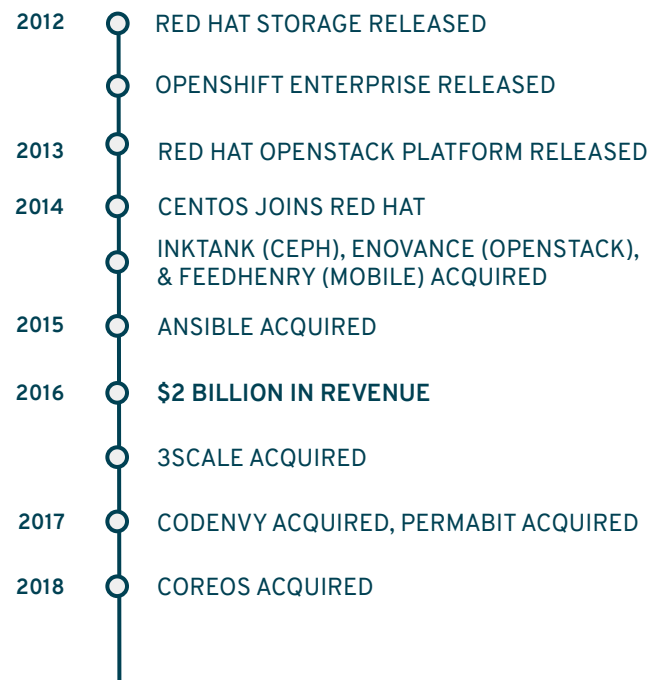 2012 RED HAT STORAGE RELEASED
OPENSHIFT ENTERPRISE RELEASED
2013 RED HAT OPENSTACK PLATFORM RELEASED
2014 CENTOS JOINS RED HAT
INKTANK (CEPH), ENOVANCE (OPENSTACK),
& FEEDHENRY (MOBILE) ACQUIRED
2015 ANSIBLE ACQUIRED
2016 $2 BILLION IN REVENUE
3SCALE ACQUIRED
2017 CODENVY ACQUIRED, PERMABIT ACQUIRED
2018 COREOS ACQUIRED